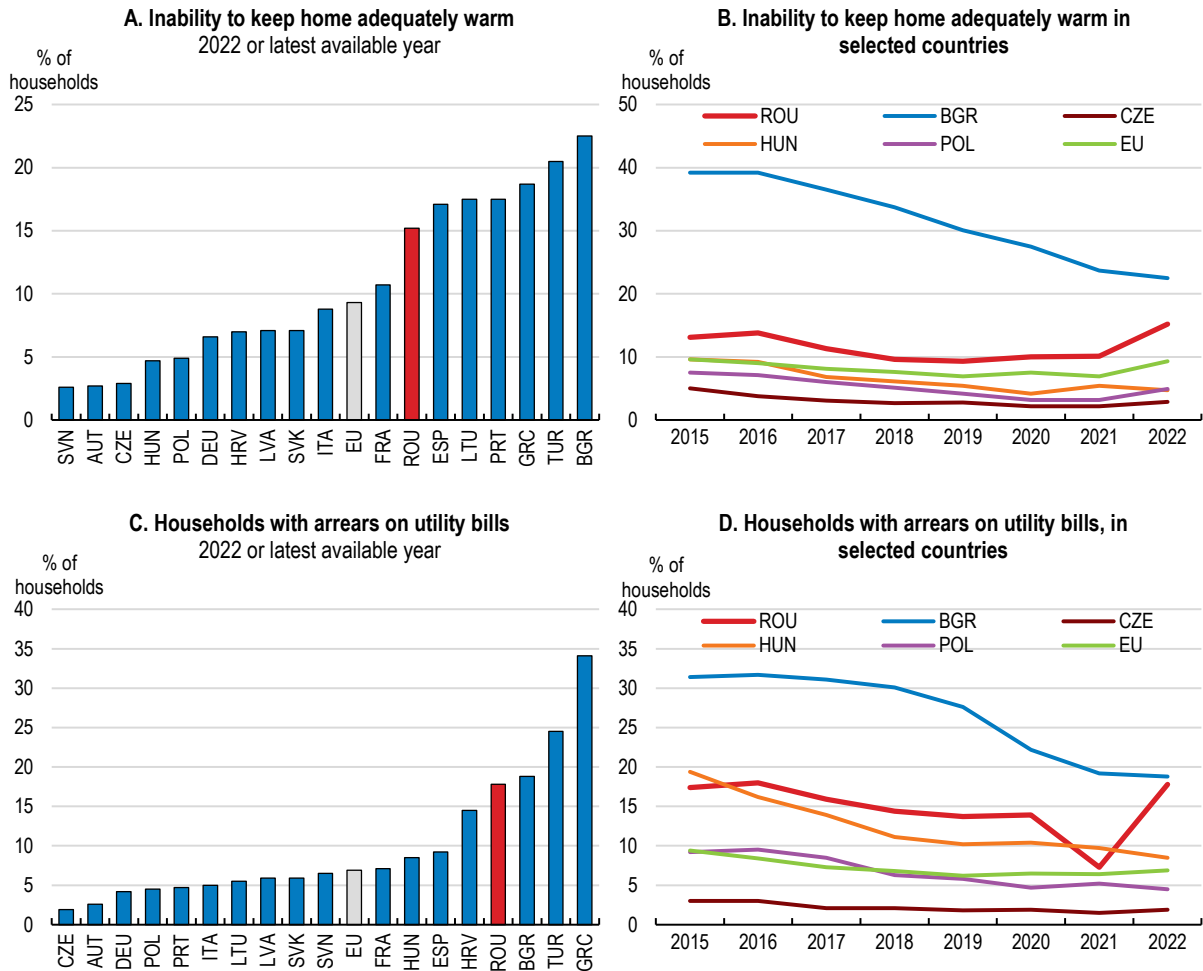 A. Inability to keep home adequately warm
2022 or latest available year
% of
households
25
20
15
10
5
0
SVN
AUT
CZE
HUN
POL
DEU
HRV
LVA
SVK
ITA
EU
FRA
ROU
ESP
LTU
PRT
GRC
TUR
BGR
B. Inability to keep home adequately warm in
selected countries
% of
households
50
40
30
20
10
0
ROU
BGR
CZE
HUN
POL
EU
2015 2016 2017 2018 2019 2020 2021 2022
C. Households with arrears on utility bills
2022 or latest available year
% of
households
40
35
30
25
20
15
10
5
0
CZE
AUT
DEU
POL
PRT
ITA
LTU
LVA
SVK
SVN
EU
FRA
HUN
ESP
HRV
ROU
BGR
TUR
GRC
D. Households with arrears on utility bills, in
selected countries
% of
households
40
35
30
25
20
15
10
5
0
ROU
BGR
CZE
HUN
POL
EU
2015 2016 2017 2018 2019 2020 2021 2022